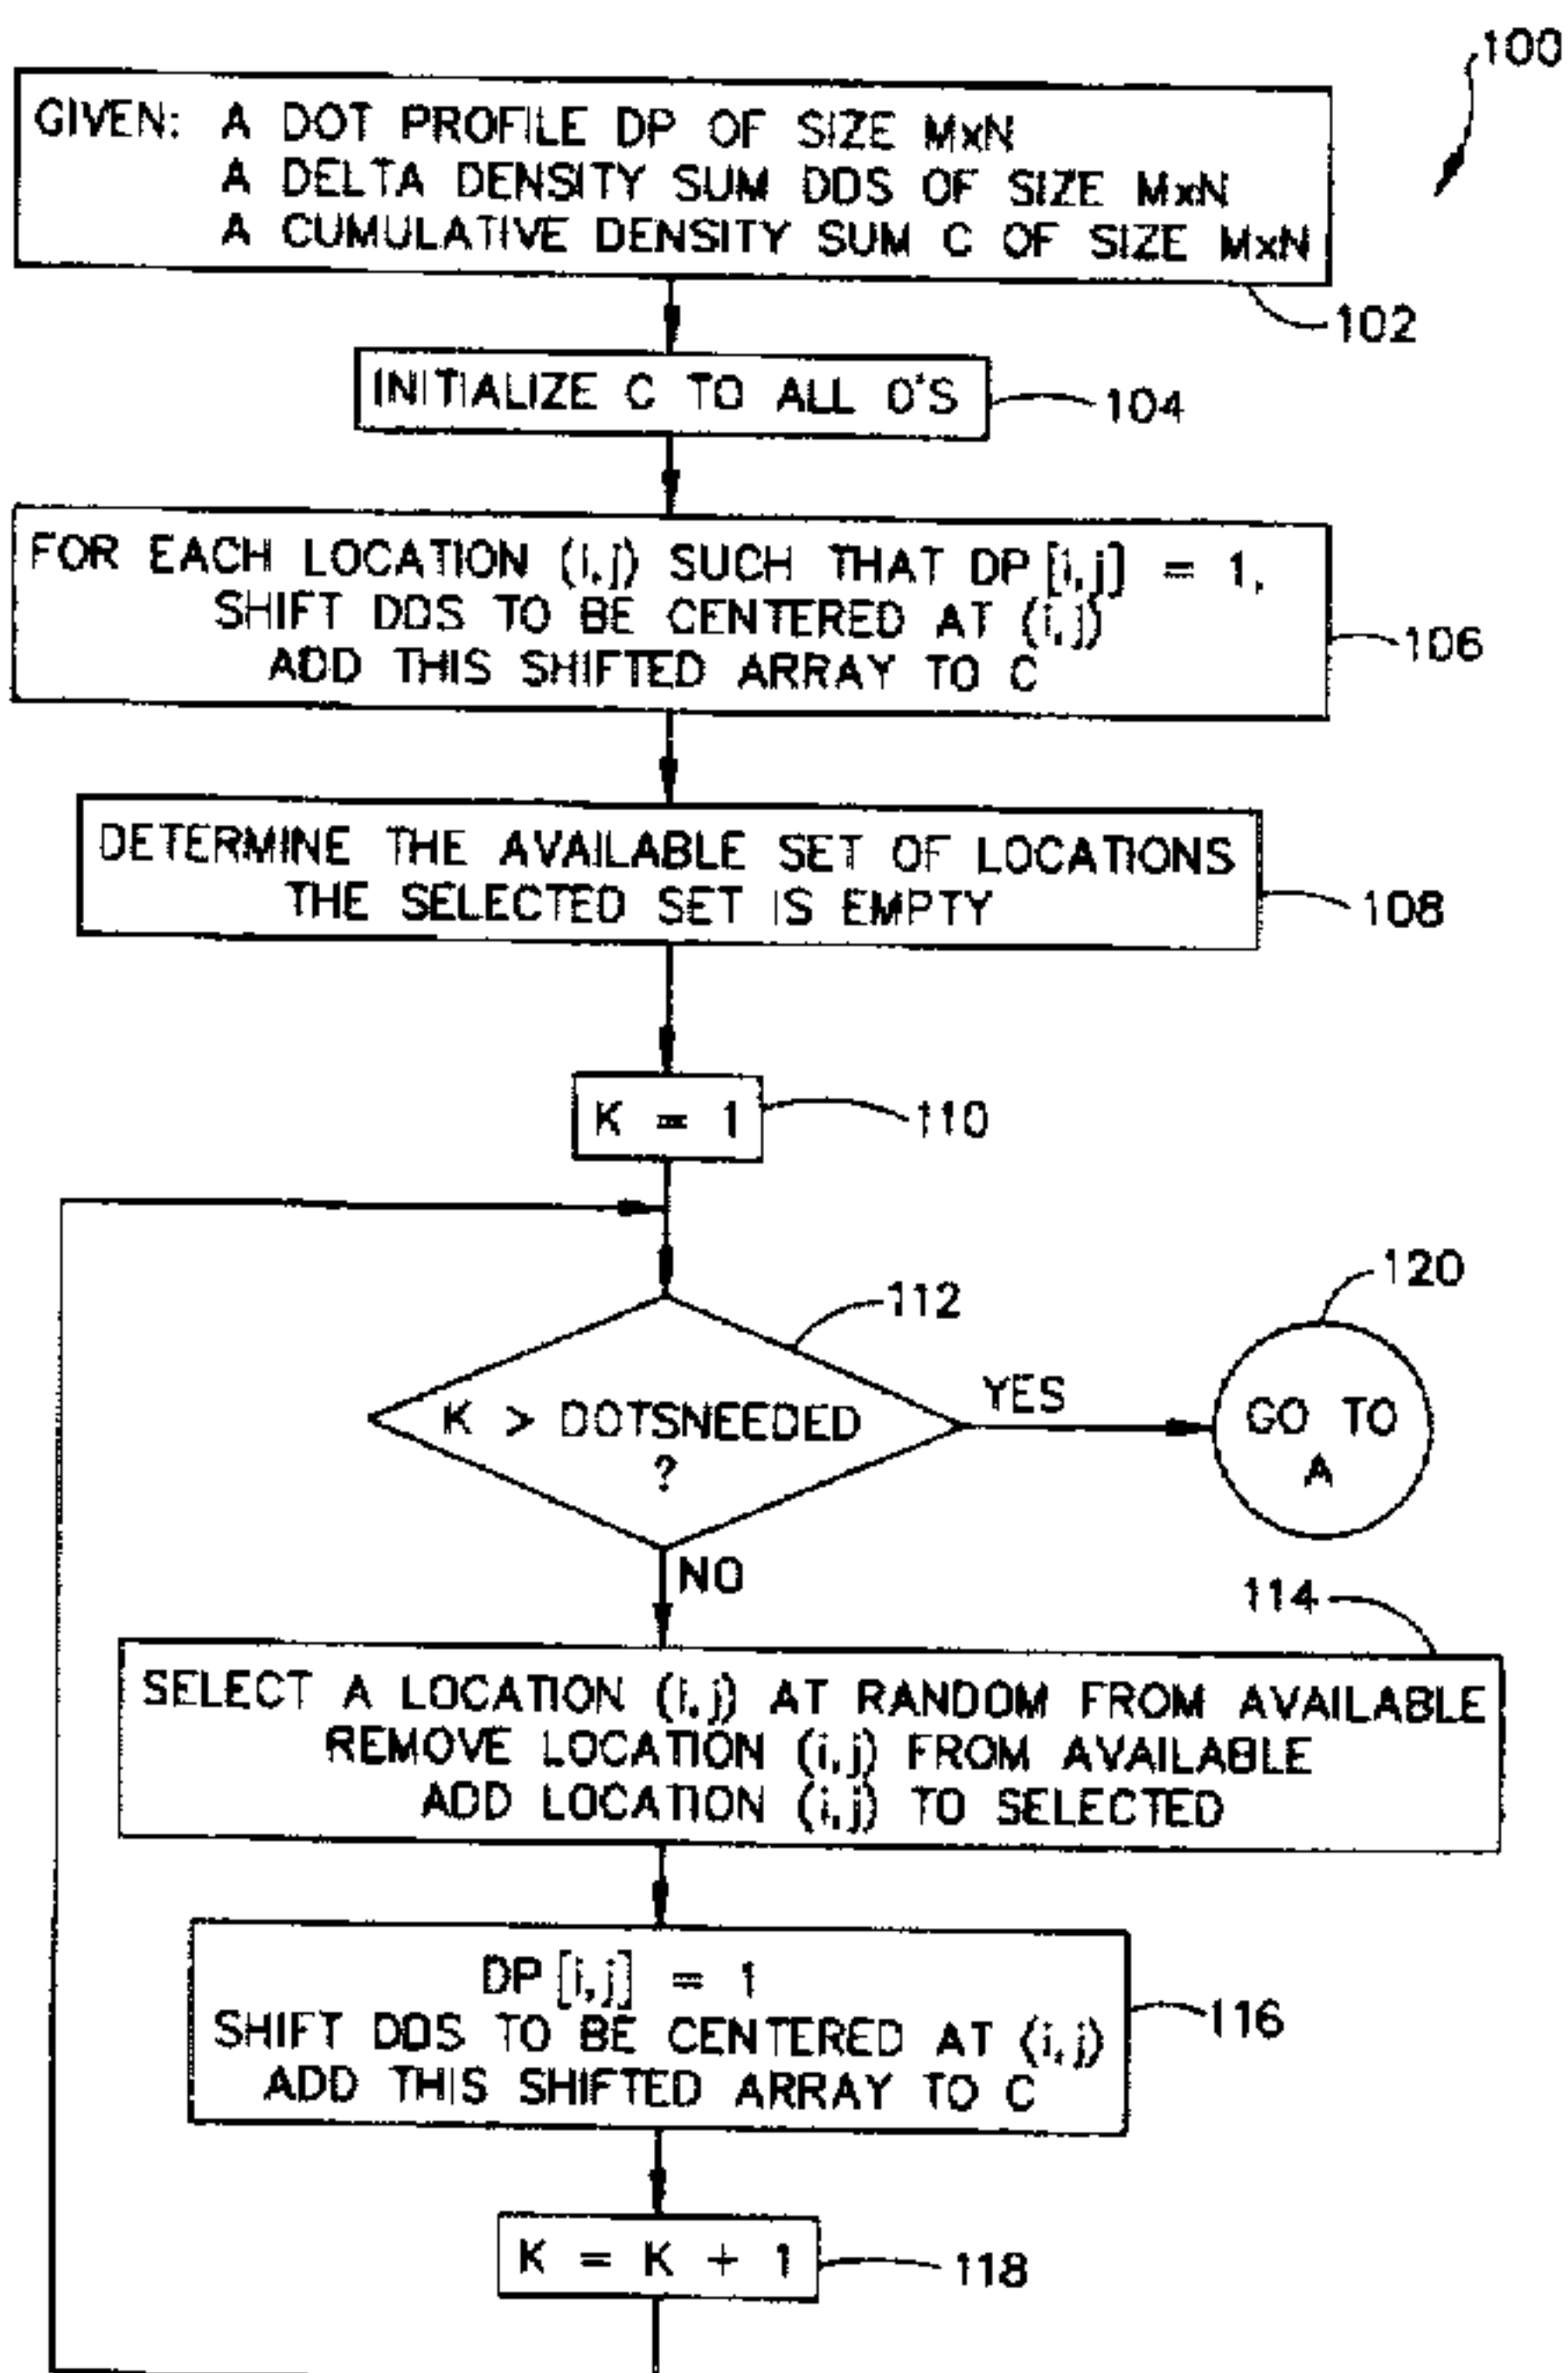 100
GIVEN: A DOT PROFILE DP OF SIZE MxN
A DELTA DENSITY SUM DDS OF SIZE MxN
A CUMULATIVE DENSITY SUM C OF SIZE MxN
102
INITIALIZE C TO ALL 0'S
104
FOR EACH LOCATION (i,j) SUCH THAT DP [i,j] = 1,
SHIFT DDS TO BE CENTERED AT (i,j)
ADD THIS SHIFTED ARRAY TO C
106
DETERMINE THE AVAILABLE SET OF LOCATIONS
THE SELECTED SET IS EMPTY
108
K = 1
110
112
120
K > DOTSNEEDED
?
YES
GO TO
A
NO
114
SELECT A LOCATION (i,j) AT RANDOM FROM AVAILABLE
REMOVE LOCATION (i,j) FROM AVAILABLE
ADD LOCATION (i,j) TO SELECTED
DP [i,j] = 1
SHIFT DDS TO BE CENTERED AT (i,j)
ADD THIS SHIFTED ARRAY TO C
116
K = K + 1
118